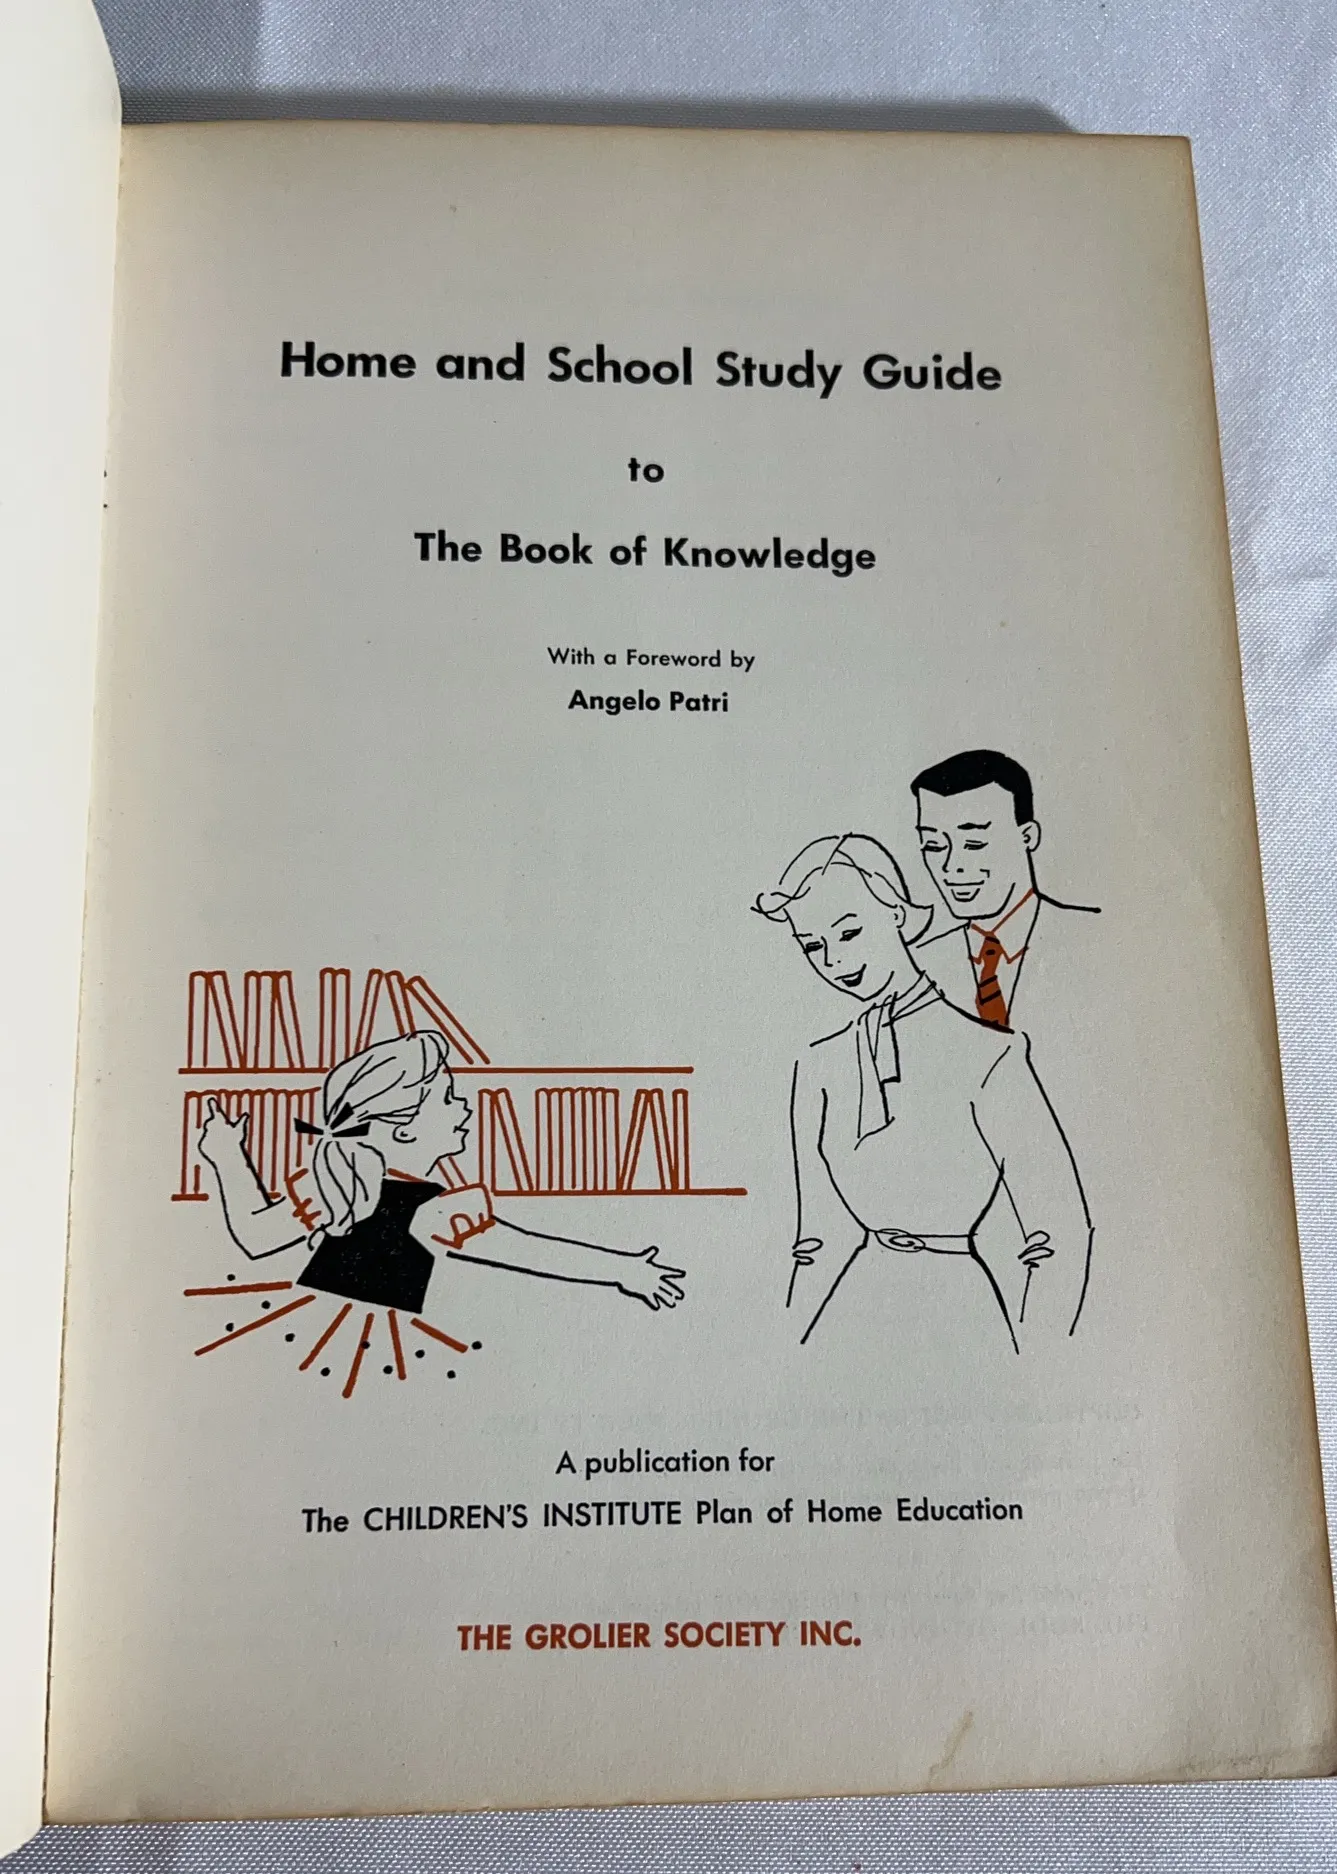 Home and School Study Guide
to
The Book of Knowledge
With a Foreword by
Angelo Patri
A publication for
The CHILDREN'S INSTITUTE Plan of Home Education
THE GROLIER SOCIETY INC.